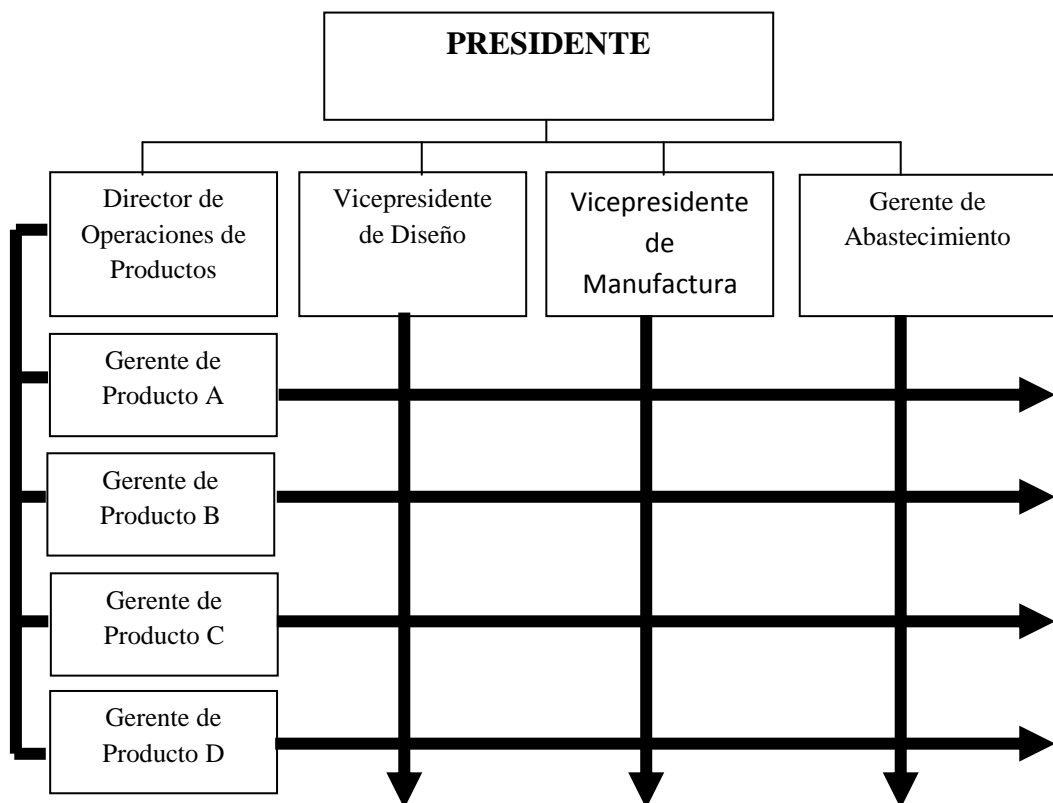 PRESIDENTE
Director de
Operaciones de
Productos
Vicepresidente
de Diseño
Vicepresidente
de
Manufactura
Gerente de
Abastecimiento
Gerente de
Producto A
Gerente de
Producto B
Gerente de
Producto C
Gerente de
Producto D